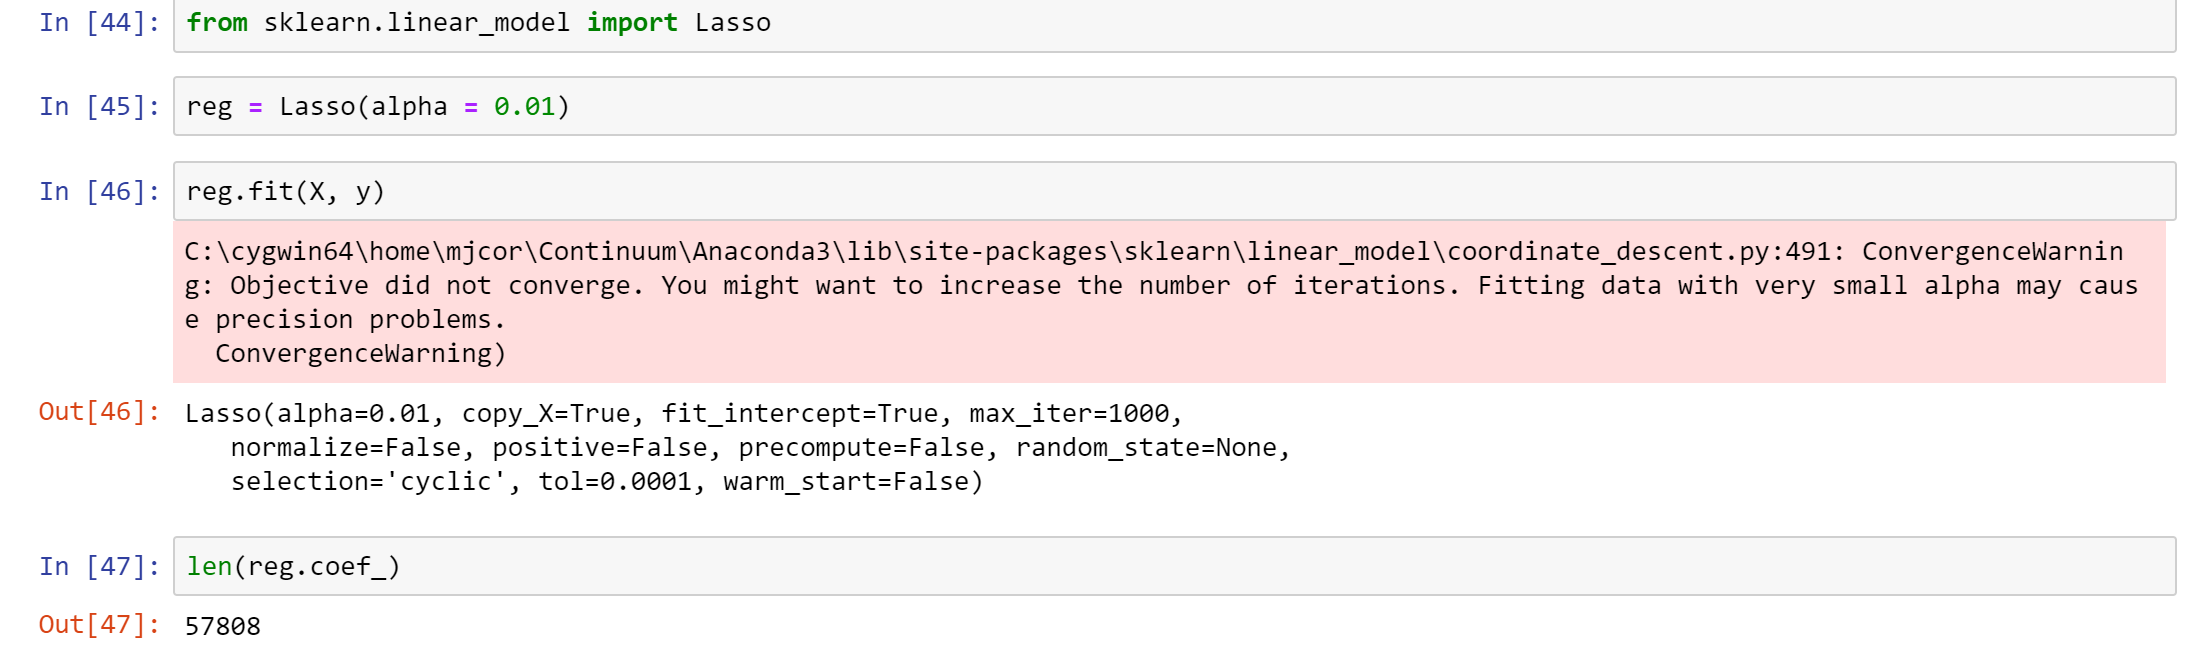 In [44]: from sklearn.linear_model import Lasso
In [45]: reg = Lasso(alpha = 0.01)
In [46]: reg.fit(X, y)
C:\cygwin64\home\mjcor\Continuum\Anaconda3\lib\site-packages\sklearn\linear_model\coordinate_descent.py:491: ConvergenceWarnin
g: Objective did not converge. You might want to increase the number of iterations. Fitting data with very small alpha may caus
e precision problems.
  ConvergenceWarning)
Out[46]: Lasso(alpha=0.01, copy_X=True, fit_intercept=True, max_iter=1000,
   normalize=False, positive=False, precompute=False, random_state=None,
   selection='cyclic', tol=0.0001, warm_start=False)
In [47]: len(reg.coef_)
Out[47]: 57808